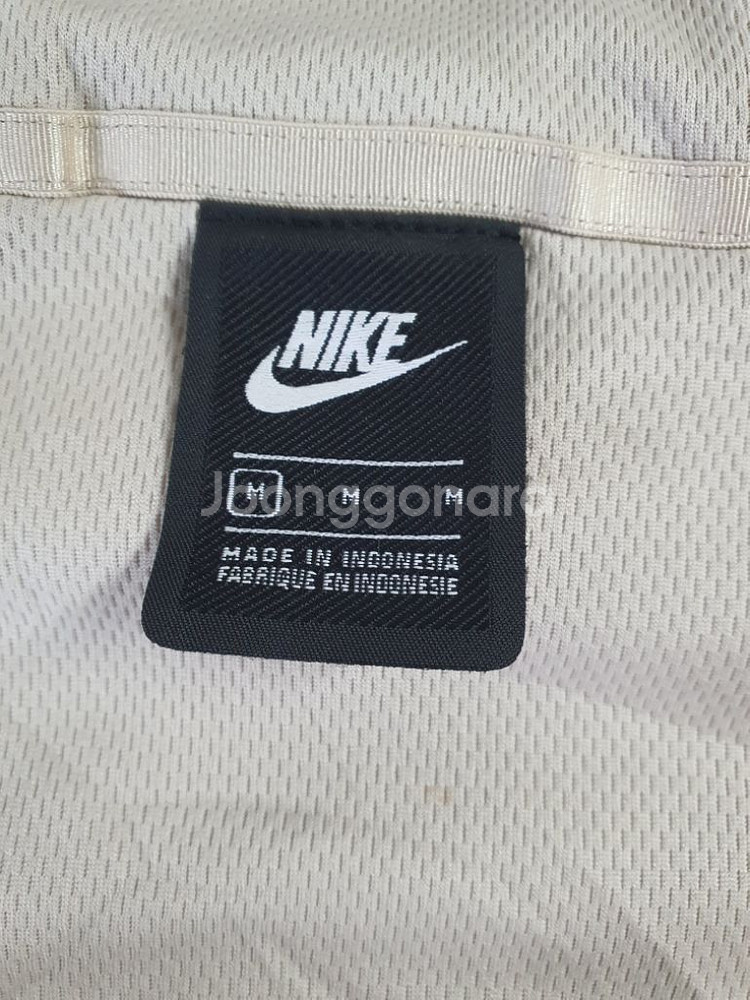 NIKE
M M M
Joonggonara
MADE IN INDONESIA
FABRIQUE EN INDONESIE